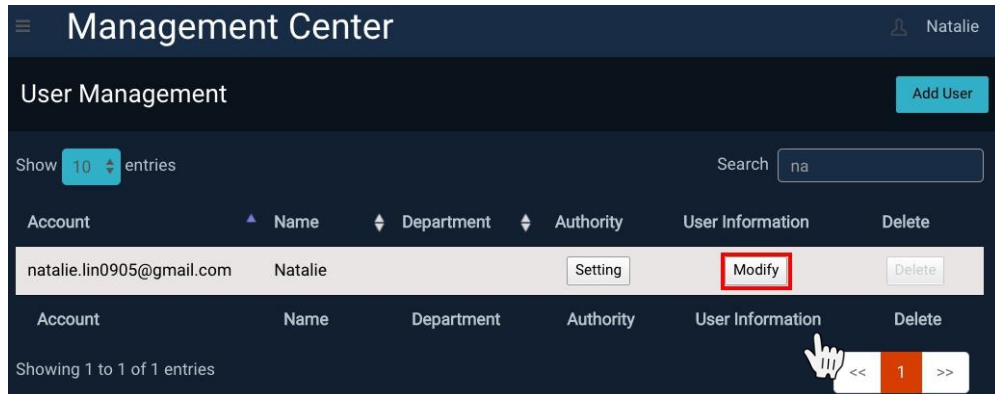 Management Center Natalie
User Management Add User
Show 10 entries Search na
Account Name Department Authority User Information Delete
natalie.lin0905@gmail.com Natalie Setting Modify Delete
Account Name Department Authority User Information Delete
Showing 1 to 1 of 1 entries << 1 >>